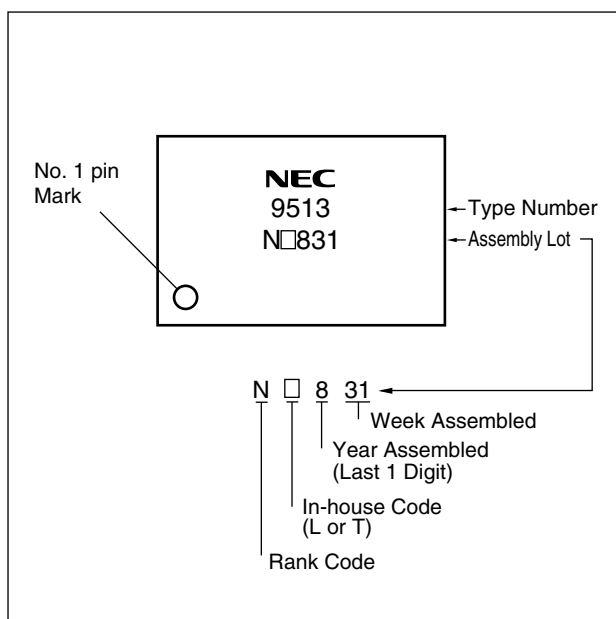 No. 1 pin
Mark
NEC
9513
N□831
Type Number
Assembly Lot
N □ 8 31
Week Assembled
Year Assembled
(Last 1 Digit)
In-house Code
(L or T)
Rank Code